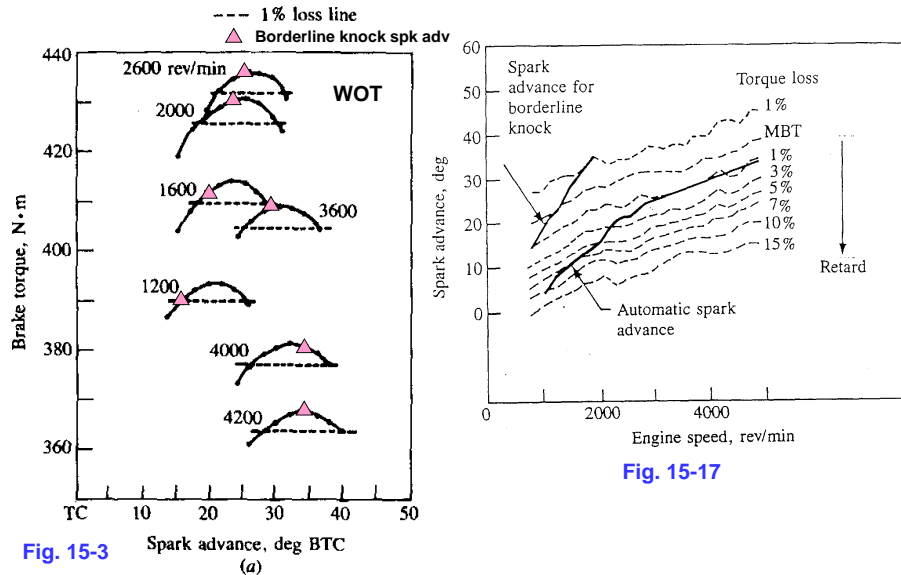 1% loss line
Borderline knock spk adv
440
420
400
380
360
350
Brake torque, N•m
2600 rev/min
WOT
2000
1600
3600
1200
4000
4200
TC 10 20 30 40 50
Spark advance, deg BTC
Fig. 15-3
(a)
60
50
40
30
20
10
0
Spark advance, deg
Spark
advance for
borderline
knock
Torque loss
1%
MBT
1%
3%
5%
7%
10%
15%
Retard
Automatic spark
advance
0 2000 4000
Engine speed, rev/min
Fig. 15-17